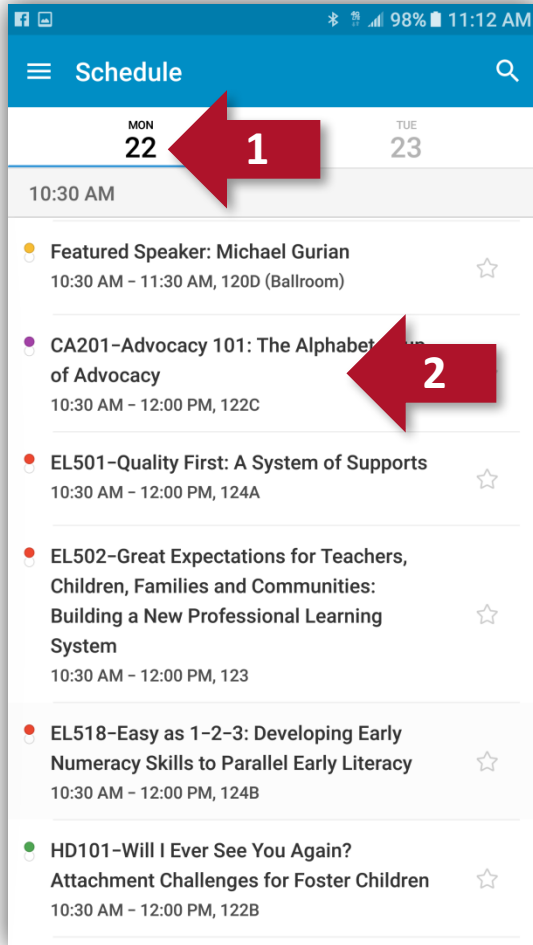 98% 11:12 AM
Schedule
MON
22
1
TUE
23
10:30 AM
Featured Speaker: Michael Gurian
10:30 AM – 11:30 AM, 120D (Ballroom)
CA201–Advocacy 101: The Alphabet
of Advocacy
2
10:30 AM – 12:00 PM, 122C
EL501–Quality First: A System of Supports
10:30 AM – 12:00 PM, 124A
EL502–Great Expectations for Teachers,
Children, Families and Communities:
Building a New Professional Learning
System
10:30 AM – 12:00 PM, 123
EL518–Easy as 1–2–3: Developing Early
Numeracy Skills to Parallel Early Literacy
10:30 AM – 12:00 PM, 124B
HD101–Will I Ever See You Again?
Attachment Challenges for Foster Children
10:30 AM – 12:00 PM, 122B